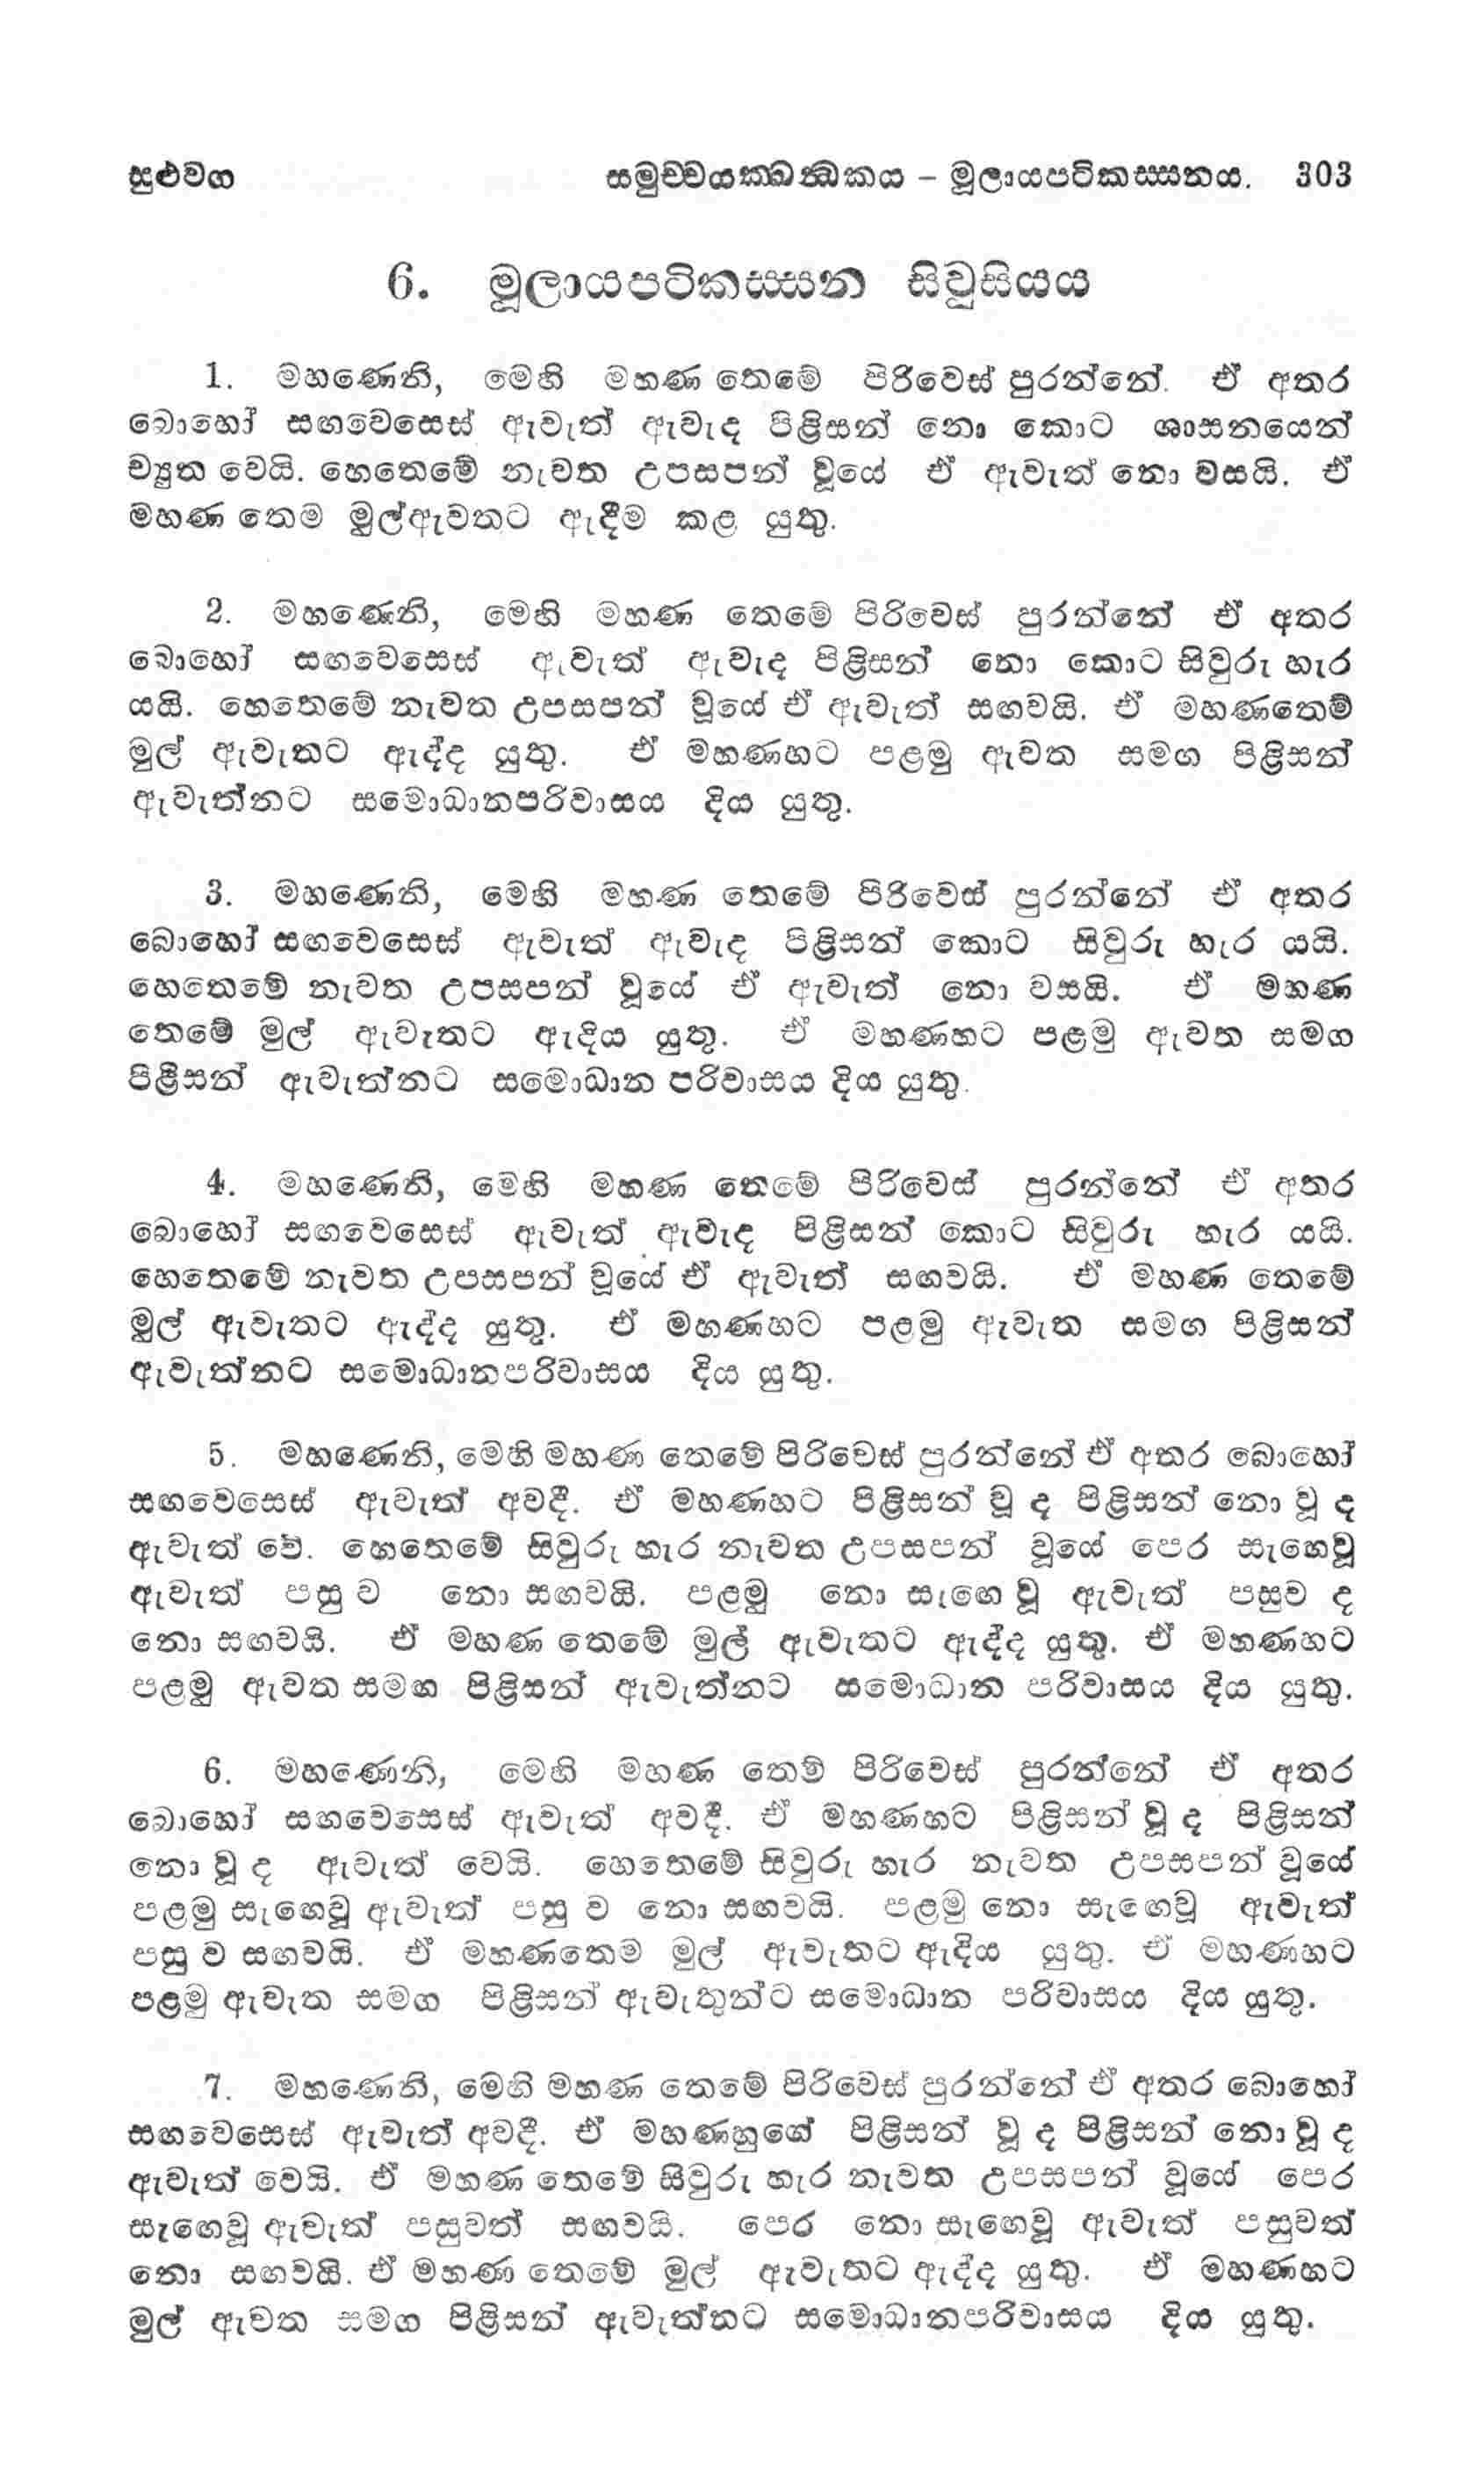 සුළුවග සමුච්චයක්ඛන්ධකය – මූලායපටිකස්සනය. 303
6. මූලායපටිකස්සන සිවුසියය
1. මහණෙනි, මෙහි මහණ තෙමේ පිරිවෙස් පුරන්නේ. ඒ අතර
බොහෝ සඟවෙසෙස් ඇවැත් ඇවැද පිළිසන් නො කොට ශාසනයෙන්
ච්‍යුත වෙයි. හෙතෙමේ නැවත උපසපන් වූයේ ඒ ඇවැත් නො වසයි. ඒ
මහණ තෙම මුල්ඇවතට ඇදීම කළ යුතු.
2. මහණෙනි, මෙහි මහණ තෙමේ පිරිවෙස් පුරන්නේ ඒ අතර
බොහෝ සඟවෙසෙස් ඇවැත් ඇවැද පිළිසන් නො කොට සිවුරු හැර
යයි. හෙතෙමේ නැවත උපසපන් වූයේ ඒ ඇවැත් සඟවයි. ඒ මහණතෙම්
මුල් ඇවැතට ඇද්ද යුතු. ඒ මහණහට පළමු ඇවත සමග පිළිසන්
ඇවැත්නට සමොධානපරිවාසය දිය යුතු.
3. මහණෙනි, මෙහි මහණ තෙමේ පිරිවෙස් පුරන්නේ ඒ අතර
බොහෝ සඟවෙසෙස් ඇවැත් ඇවැද පිළිසන් කොට සිවුරු හැර යයි.
හෙතෙමේ නැවත උපසපන් වූයේ ඒ ඇවැත් නො වසයි. ඒ මහණ
තෙමේ මුල් ඇවැතට ඇදිය යුතු. ඒ මහණහට පළමු ඇවත සමග
පිළිසන් ඇවැත්නට සමොධාන පරිවාසය දිය යුතු.
4. මහණෙනි, මෙහි මහණ තෙමේ පිරිවෙස් පුරන්නේ ඒ අතර
බොහෝ සඟවෙසෙස් ඇවැත් ඇවැද පිළිසන් කොට සිවුරු හැර යයි.
හෙතෙමේ නැවත උපසපන් වූයේ ඒ ඇවැත් සඟවයි. ඒ මහණ තෙමේ
මුල් ඇවැතට ඇද්ද යුතු. ඒ මහණහට පළමු ඇවැත සමග පිළිසන්
ඇවැත්නට සමොධානපරිවාසය දිය යුතු.
5. මහණෙනි, මෙහි මහණ තෙමේ පිරිවෙස් පුරන්නේ ඒ අතර බොහෝ
සඟවෙසෙස් ඇවැත් අවදී. ඒ මහණහට පිළිසන් වූ ද පිළිසන් නො වූ ද
ඇවැත් වේ. හෙතෙමේ සිවුරු හැර නැවත උපසපන් වූයේ පෙර සැඟෙවූ
ඇවැත් පසු ව නො සඟවයි. පළමු නො සැඟෙ වූ ඇවැත් පසුව ද
නො සඟවයි. ඒ මහණ තෙමේ මුල් ඇවැතට ඇද්ද යුතු. ඒ මහණහට
පළමු ඇවත සමඟ පිළිසන් ඇවැත්නට සමොධාන පරිවාසය දිය යුතු.
6. මහණෙනි, මෙහි මහණ තෙම් පිරිවෙස් පුරන්නේ ඒ අතර
බොහෝ සඟවෙසෙස් ඇවැත් අවදී. ඒ මහණහට පිළිසන් වූ ද පිළිසන්
නො වූ ද ඇවැත් වෙයි. හෙතෙමේ සිවුරු හැර නැවත උපසපන් වූයේ
පළමු සැඟෙවූ ඇවැත් පසු ව නො සඟවයි. පළමු නො සැඟෙවූ ඇවැත්
පසු ව සඟවයි. ඒ මහණතෙම මුල් ඇවැතට ඇදිය යුතු. ඒ මහණහට
පළමු ඇවැත සමග පිළිසන් ඇවැතුන්ට සමොධාන පරිවාසය දිය යුතු.
7. මහණෙනි, මෙහි මහණ තෙමේ පිරිවෙස් පුරන්නේ ඒ අතර බොහෝ
සඟවෙසෙස් ඇවැත් අවදී. ඒ මහණහුගේ පිළිසන් වූ ද පිළිසන් නො වූ ද
ඇවැත් වෙයි. ඒ මහණ තෙමේ සිවුරු හැර නැවත උපසපන් වූයේ පෙර
සැඟෙවූ ඇවැත් පසුවත් සඟවයි. පෙර නො සැඟෙවූ ඇවැත් පසුවත්
නො සඟවයි. ඒ මහණ තෙමේ මුල් ඇවැතට ඇද්ද යුතු. ඒ මහණහට
මුල් ඇවත සමග පිළිසන් ඇවැත්නට සමොධානපරිවාසය දිය යුතු.